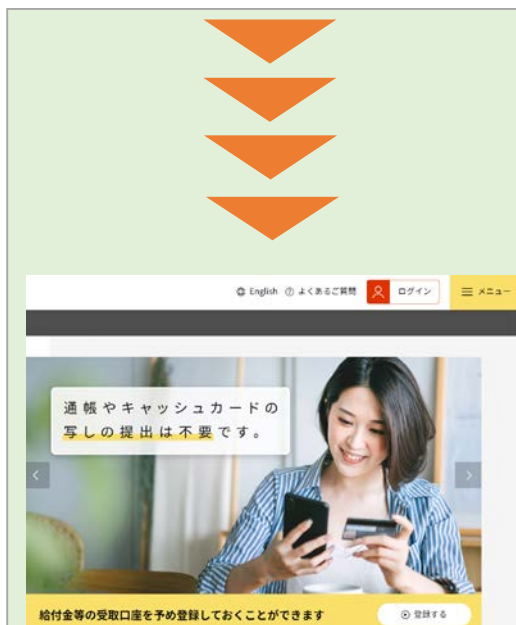 English よくあるご質問 ログイン メニュー
通帳やキャッシュカードの
写しの提出は不要です。
給付金等の受取口座を予め登録しておくことができます 登録する